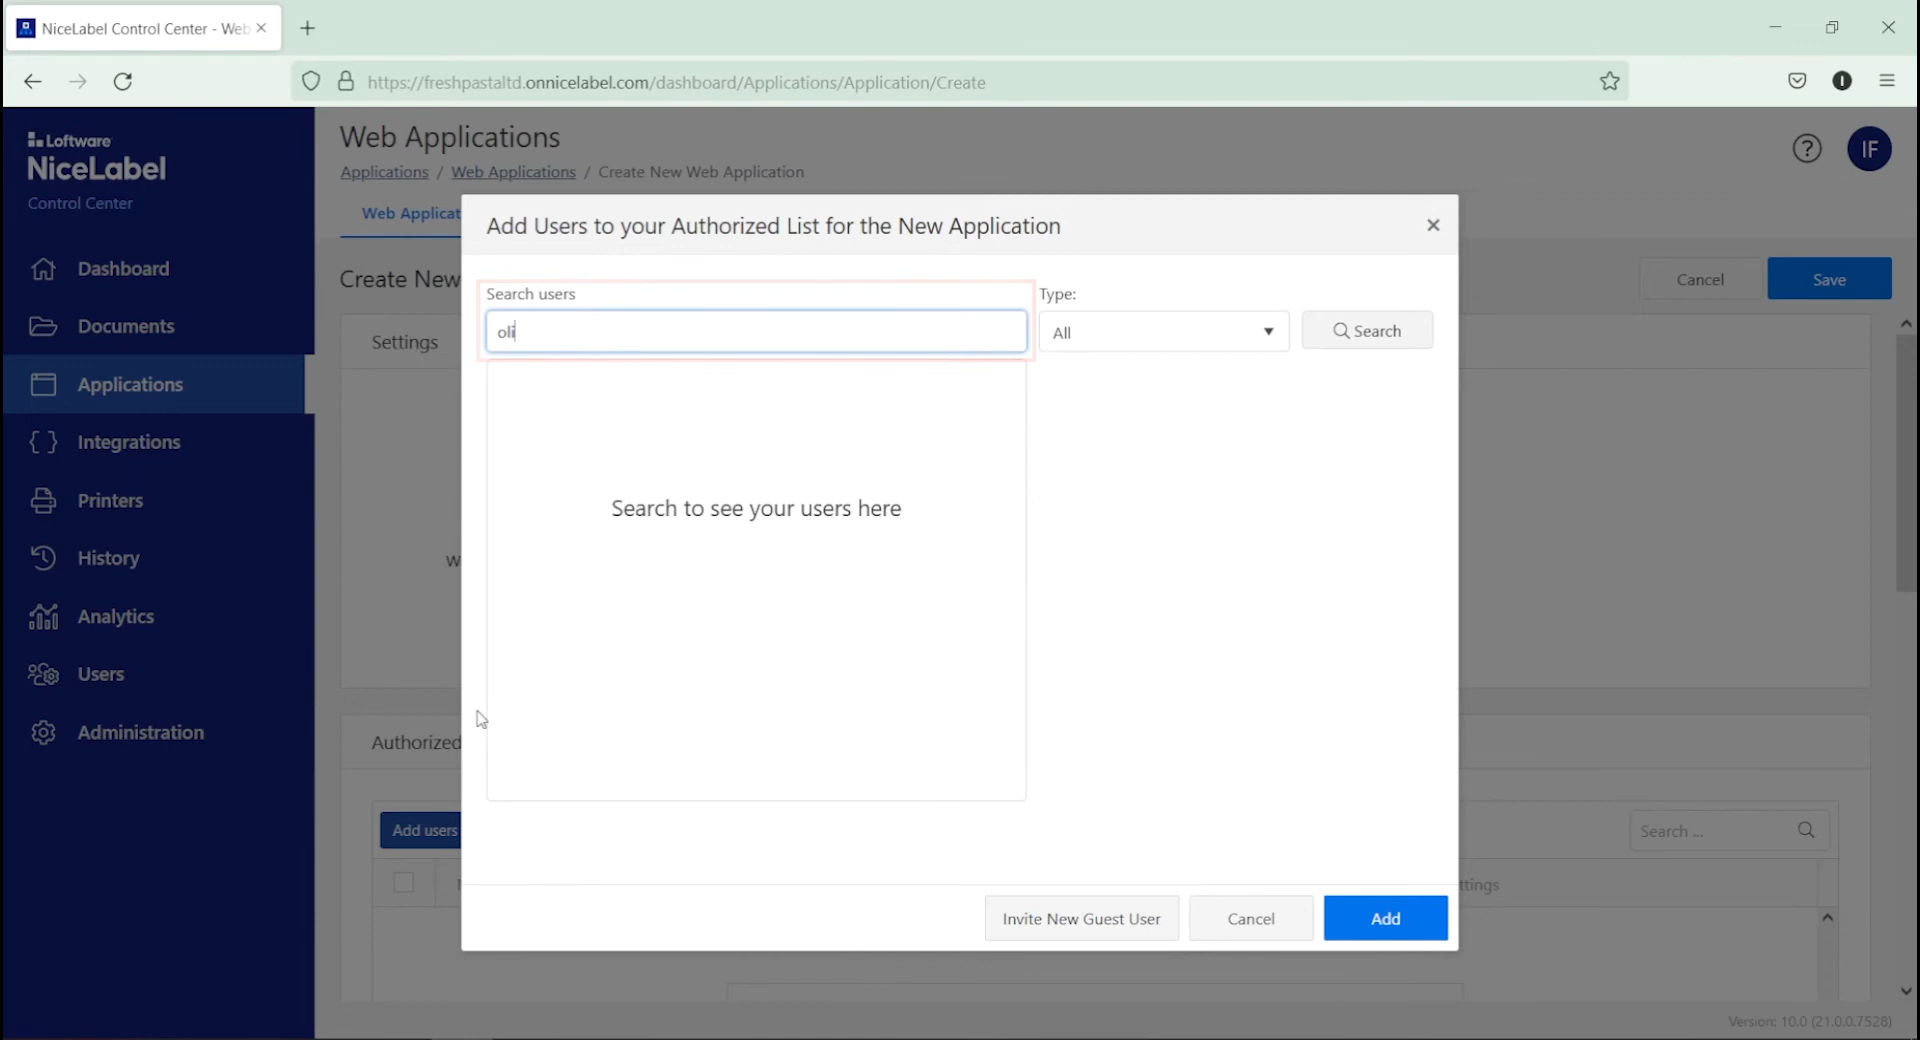 NiceLabel Control Center - Web
https://freshpastaltd.onnicelabel.com/dashboard/Applications/Application/Create
Loftware
NiceLabel
Control Center
Web Applications
Applications / Web Applications / Create New Web Application
? IF
Dashboard
Documents
Applications
Integrations
Printers
History
Analytics
Users
Administration
Web Applicat
Create New
Cancel
Save
Settings
W
Authorized
Add users
Search ...
ttings
Add Users to your Authorized List for the New Application
Search users
Type:
oli
All
Search
Search to see your users here
Invite New Guest User
Cancel
Add
Version: 10.0 (21.0.0.7528)